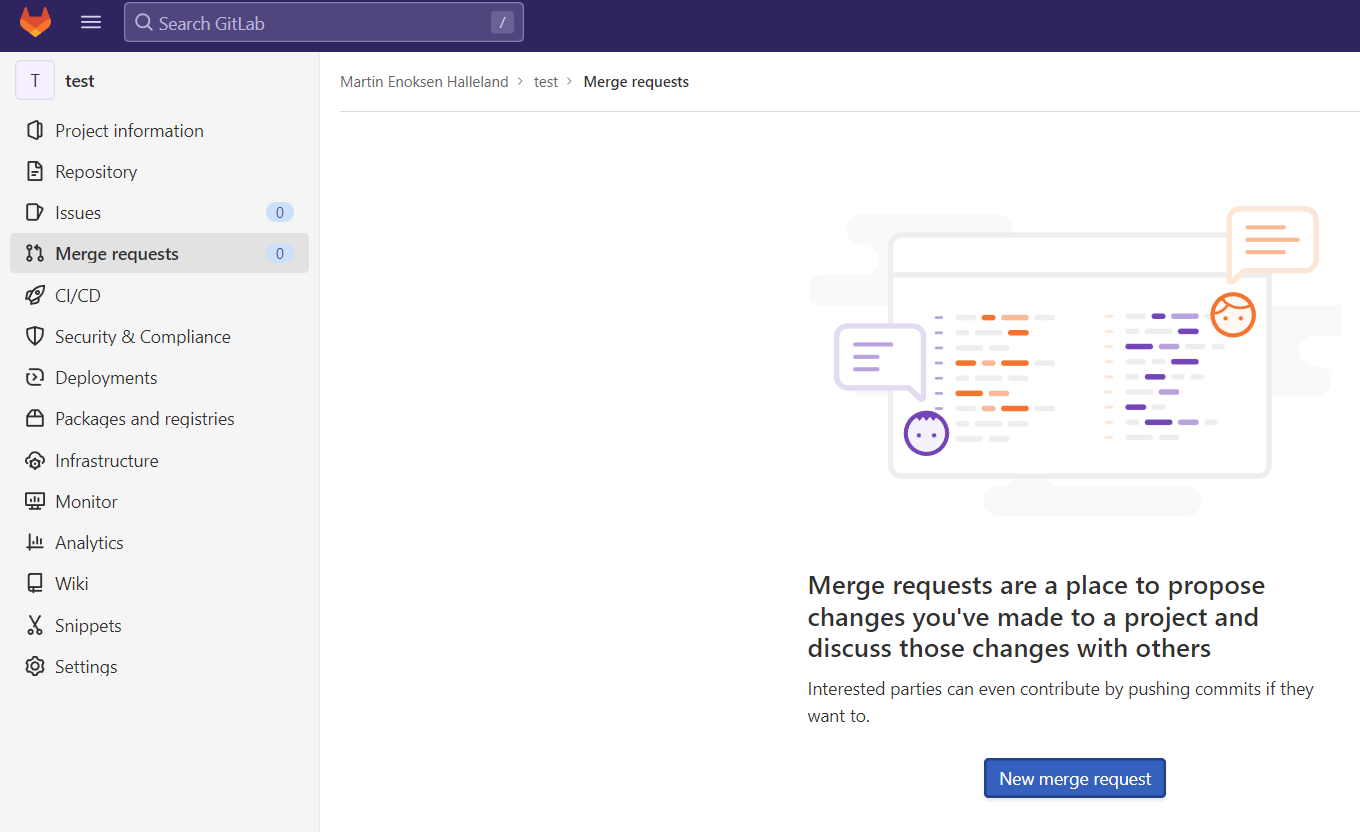 Search GitLab /
T test
Project information
Repository
Issues 0
Merge requests 0
CI/CD
Security & Compliance
Deployments
Packages and registries
Infrastructure
Monitor
Analytics
Wiki
Snippets
Settings
Martin Enoksen Halleland › test › Merge requests
Merge requests are a place to propose
changes you've made to a project and
discuss those changes with others
Interested parties can even contribute by pushing commits if they
want to.
New merge request